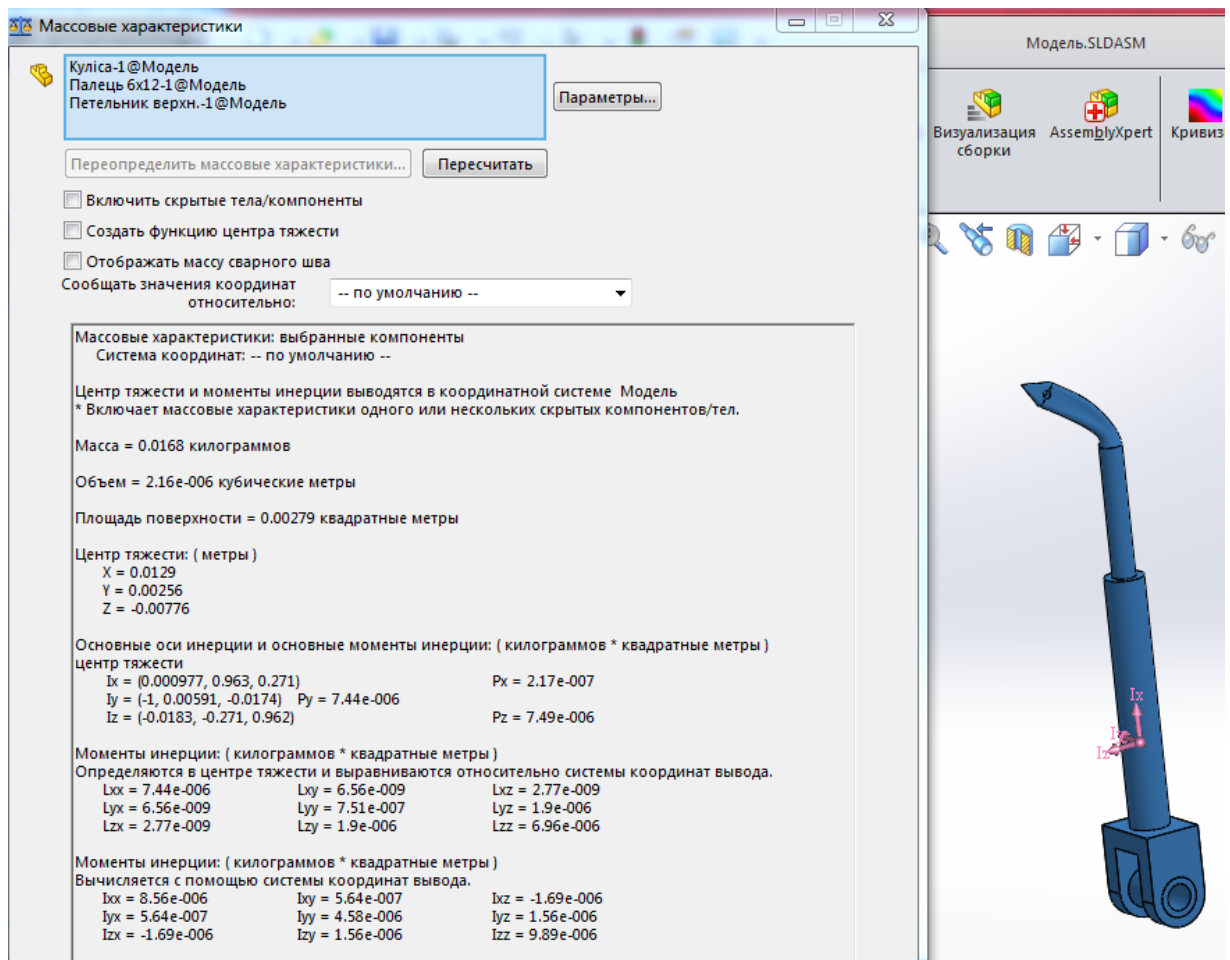 Массовые характеристики
Модель.SLDASM
Куліса-1@Модель
Палець 6x12-1@Модель
Петельник верхн.-1@Модель
Параметры...
Переопределить массовые характеристики...
Пересчитать
Визуализация сборки
AssemblyXpert
Кривиз
Включить скрытые тела/компоненты
Создать функцию центра тяжести
Отображать массу сварного шва
Сообщать значения координат
относительно:
-- по умолчанию --
Массовые характеристики: выбранные компоненты
Система координат: -- по умолчанию --
Центр тяжести и моменты инерции выводятся в координатной системе Модель
* Включает массовые характеристики одного или нескольких скрытых компонентов/тел.
Масса = 0.0168 килограммов
Объем = 2.16e-006 кубические метры
Площадь поверхности = 0.00279 квадратные метры
Центр тяжести: ( метры )
X = 0.0129
Y = 0.00256
Z = -0.00776
Основные оси инерции и основные моменты инерции: ( килограммов * квадратные метры )
центр тяжести
Ix = (0.000977, 0.963, 0.271) Px = 2.17e-007
Iy = (-1, 0.00591, -0.0174) Py = 7.44e-006
Iz = (-0.0183, -0.271, 0.962) Pz = 7.49e-006
Моменты инерции: ( килограммов * квадратные метры )
Определяются в центре тяжести и выравниваются относительно системы координат вывода.
Lxx = 7.44e-006 Lxy = 6.56e-009 Lxz = 2.77e-009
Lyx = 6.56e-009 Lyy = 7.51e-007 Lyz = 1.9e-006
Lzx = 2.77e-009 Lzy = 1.9e-006 Lzz = 6.96e-006
Моменты инерции: ( килограммов * квадратные метры )
Вычисляется с помощью системы координат вывода.
Ixx = 8.56e-006 Ixy = 5.64e-007 Ixz = -1.69e-006
Iyx = 5.64e-007 Iyy = 4.58e-006 Iyz = 1.56e-006
Izx = -1.69e-006 Izy = 1.56e-006 Izz = 9.89e-006
Ix
Iz